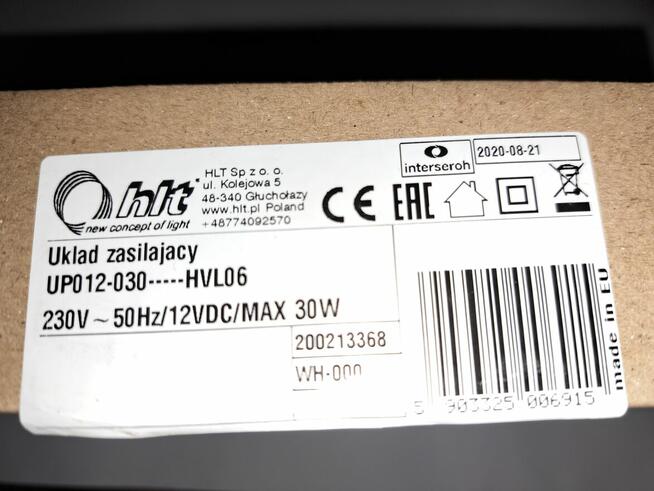 hlt
new concept of light
HLT Sp z o. o.
ul. Kolejowa 5
48-340 Głuchołazy
www.hlt.pl Poland
+48774092570
CE
EAC
interseroh
2020-08-21
Uklad zasilajacy
UP012-030-----HVL06
230V ~ 50Hz/12VDC/MAX 30W
200213368
WH-000
5 903325 006915
made in EU